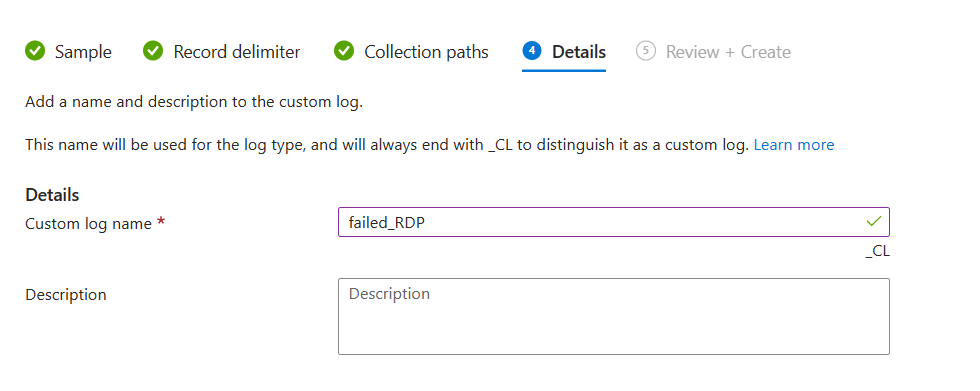 Sample Record delimiter Collection paths 4 Details 5 Review + Create
Add a name and description to the custom log.
This name will be used for the log type, and will always end with _CL to distinguish it as a custom log. Learn more
Details
Custom log name * failed_RDP
_CL
Description Description